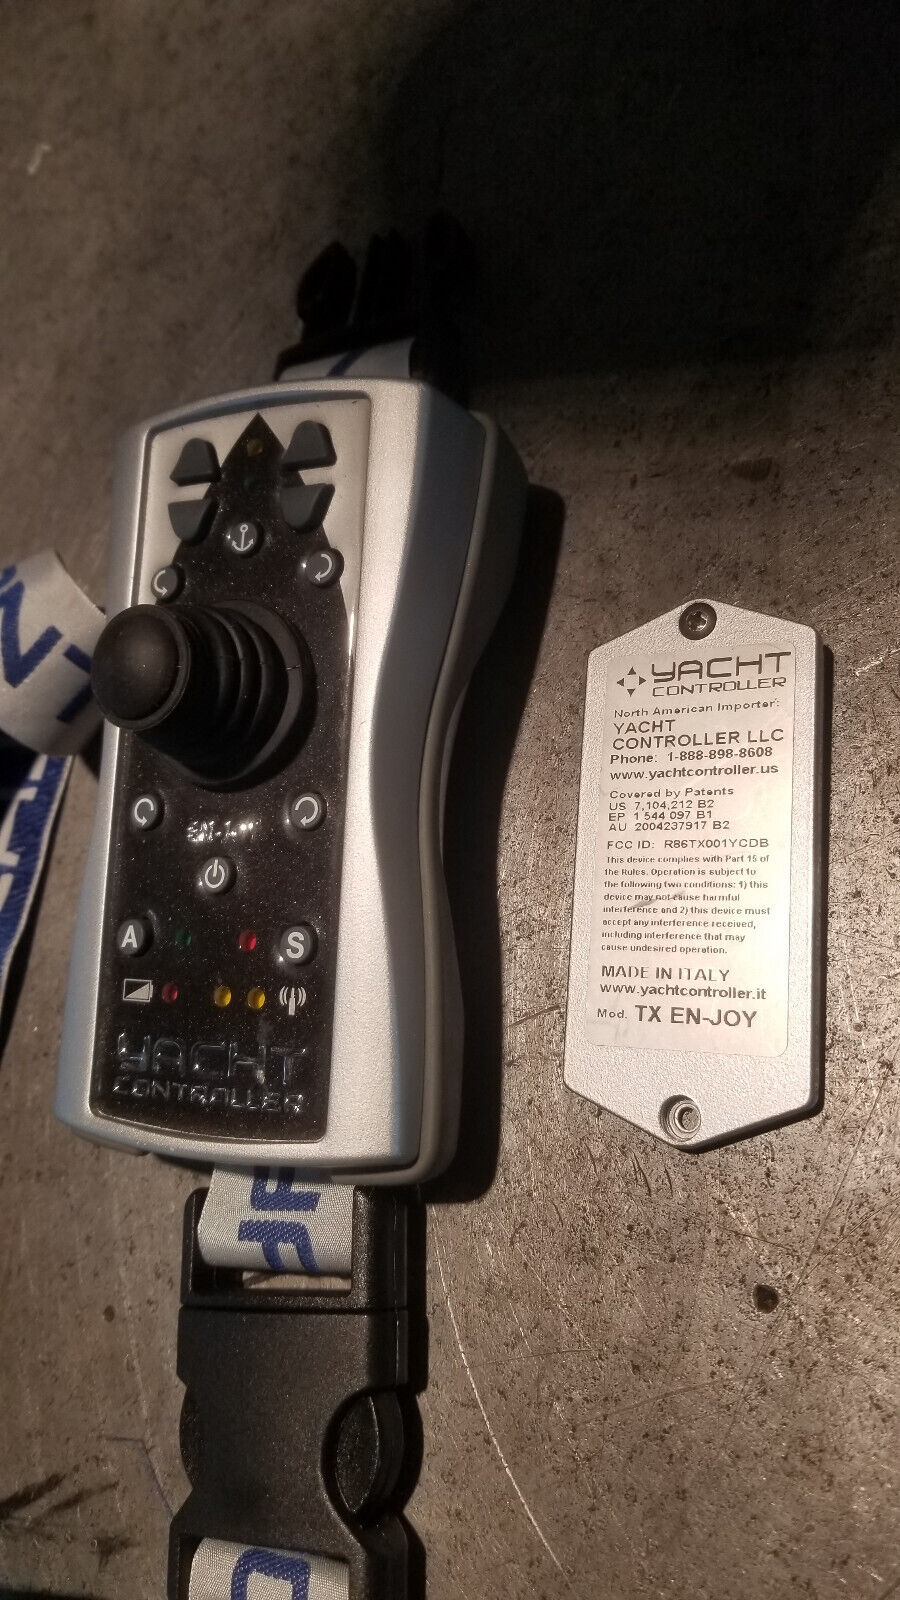 A
S
YACHT
CONTROLLER
YACHT
CONTROLLER
North American Importer:
YACHT
CONTROLLER LLC
Phone: 1-888-898-8608
www.yachtcontroller.us
Covered by Patents
US 7,104,212 B2
EP 1 544 097 B1
AU 2004237917 B2
FCC ID: R86TX001YCDB
This device complies with Part 15 of
the Rules. Operation is subject to
the following two conditions: 1) this
device may not cause harmful
interference and 2) this device must
accept any interference received,
including interference that may
cause undesired operation.
MADE IN ITALY
www.yachtcontroller.it
Mod. TX EN-JOY